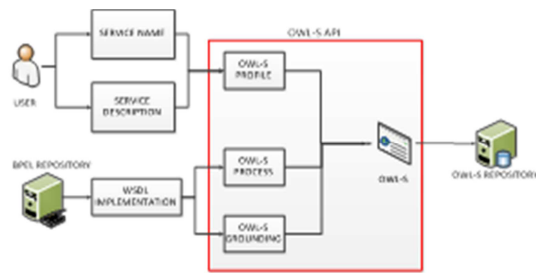 OWL-S API
SERVICE NAME
OWL-S
PROFILE
USER
SERVICE
DESCRIPTION
BPEL REPOSITORY
WSDL
IMPLEMENTATION
OWL-S
PROCESS
OWL-S
OWL-S REPOSITORY
OWL-S
GROUNDING